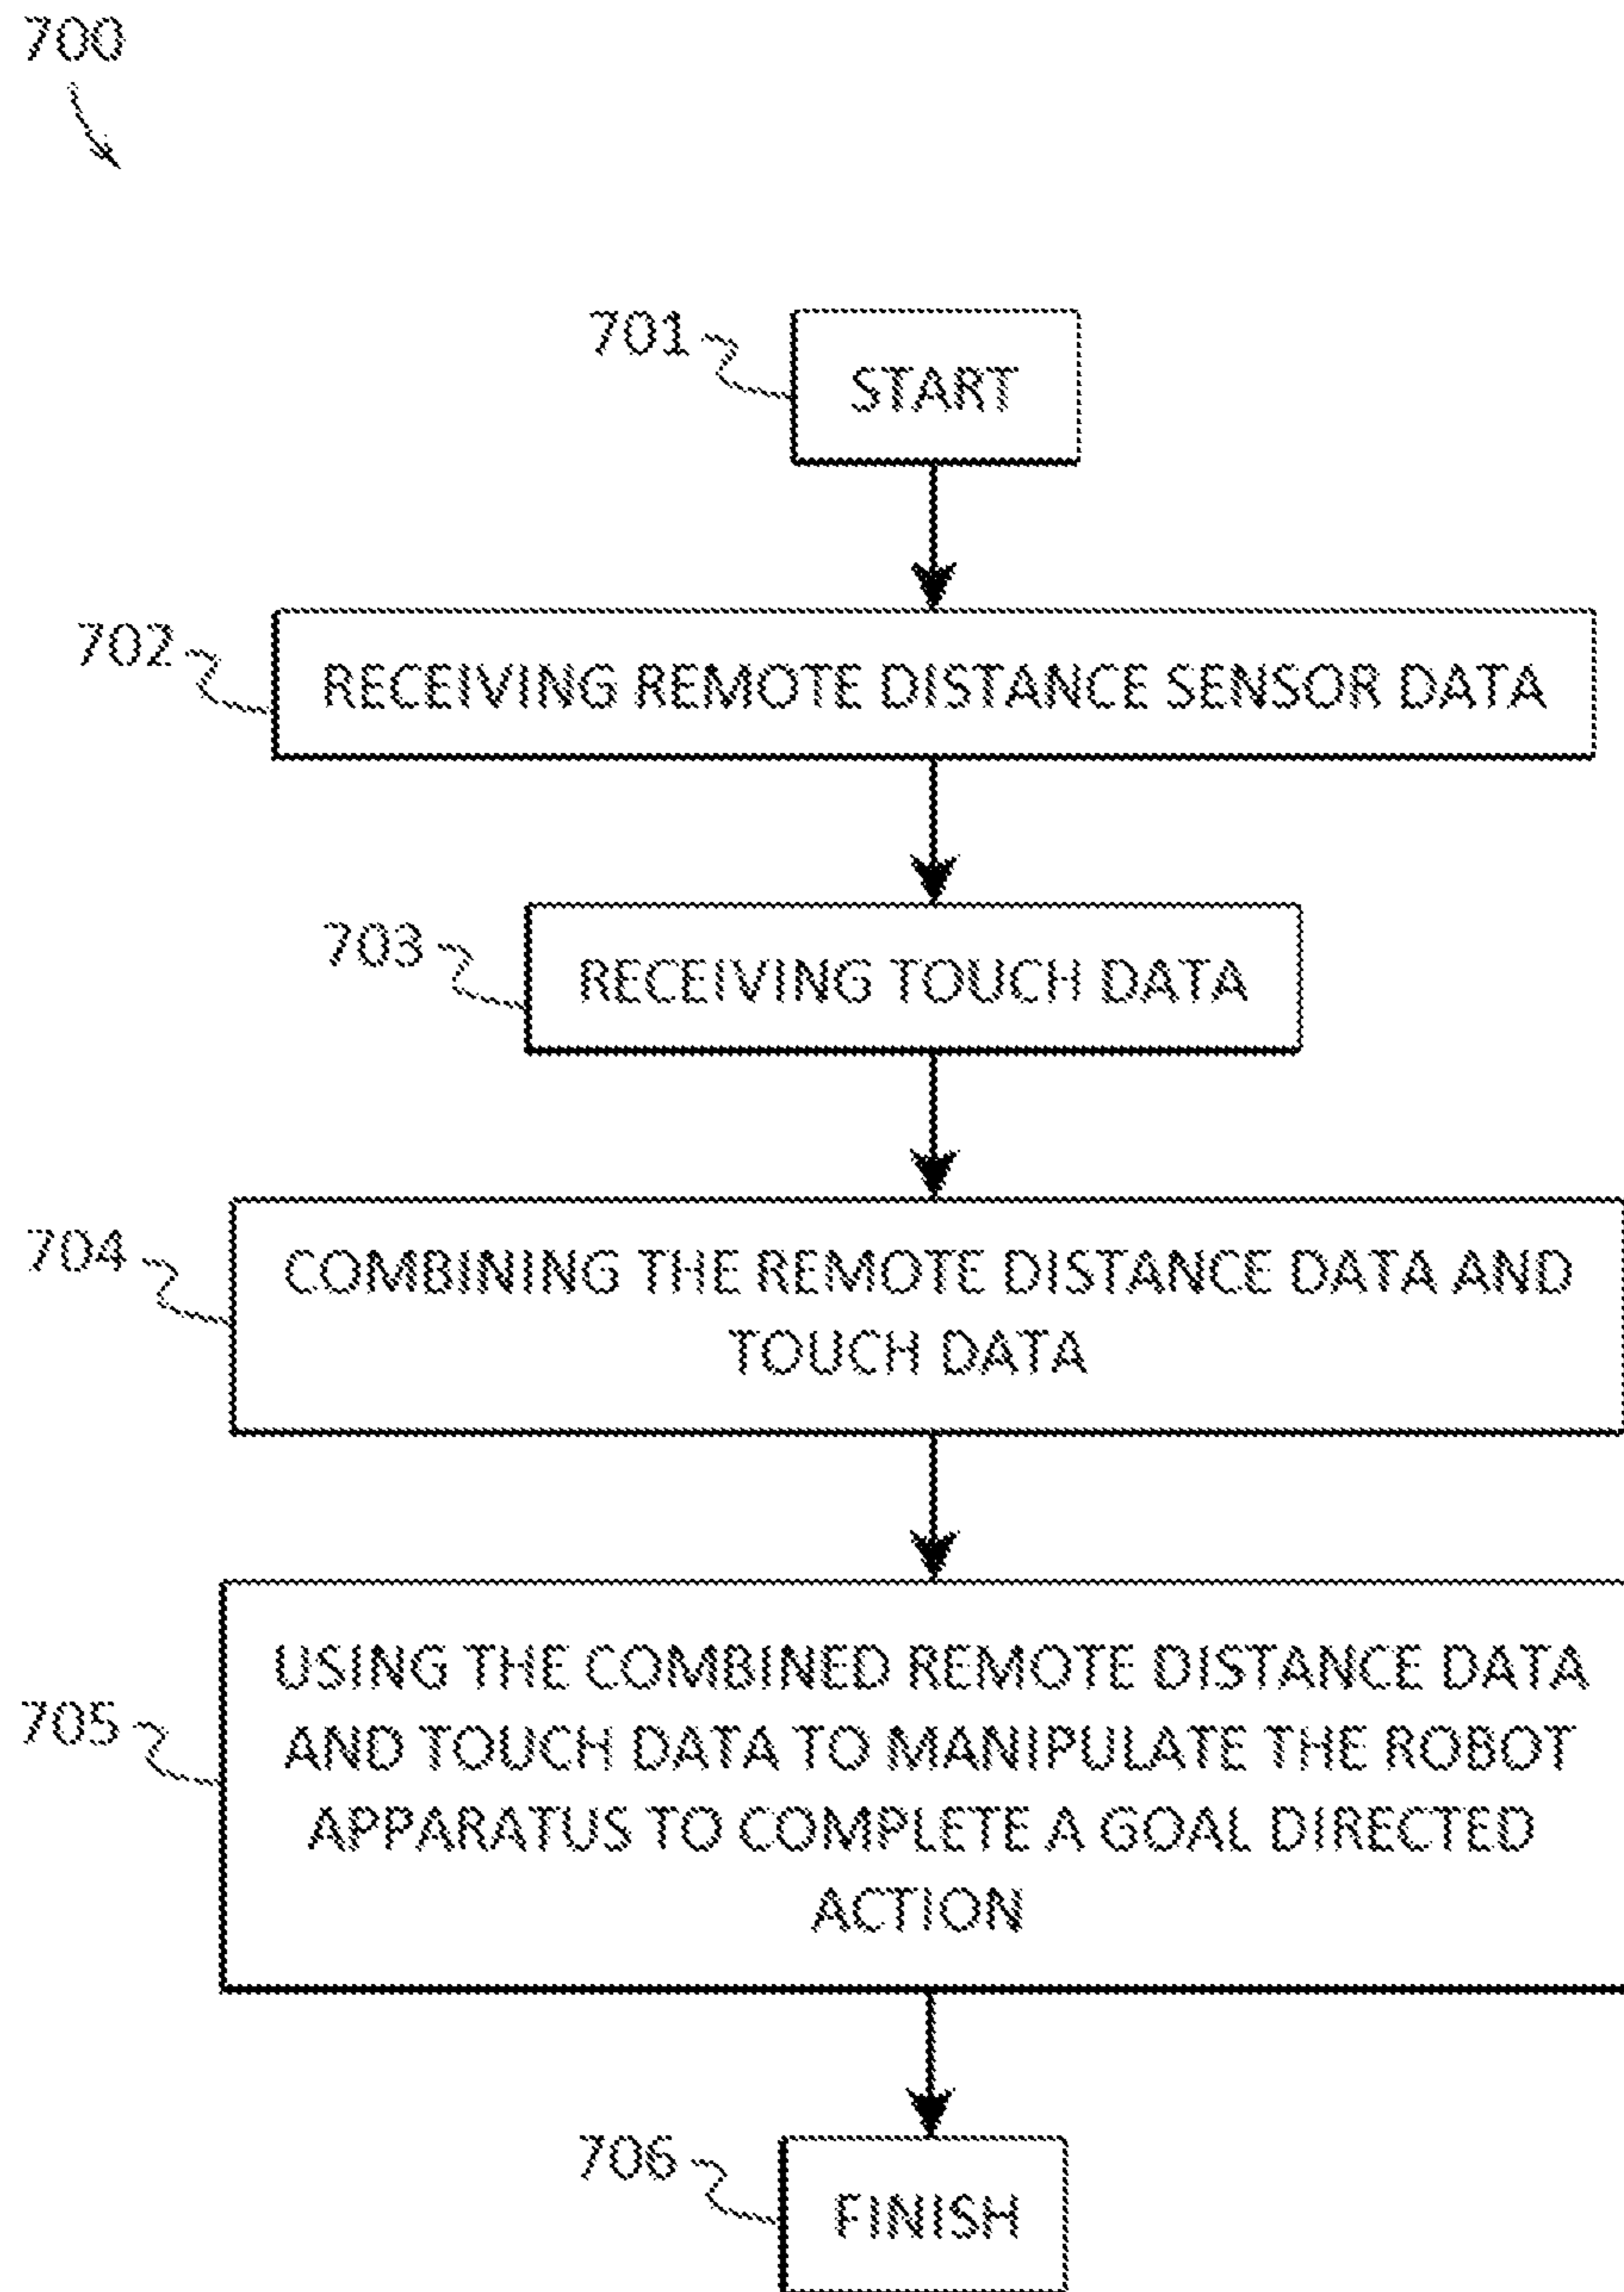 700
701
START
702
RECEIVING REMOTE DISTANCE SENSOR DATA
703
RECEIVING TOUCH DATA
704
COMBINING THE REMOTE DISTANCE DATA AND
TOUCH DATA
705
USING THE COMBINED REMOTE DISTANCE DATA
AND TOUCH DATA TO MANIPULATE THE ROBOT
APPARATUS TO COMPLETE A GOAL DIRECTED
ACTION
706
FINISH